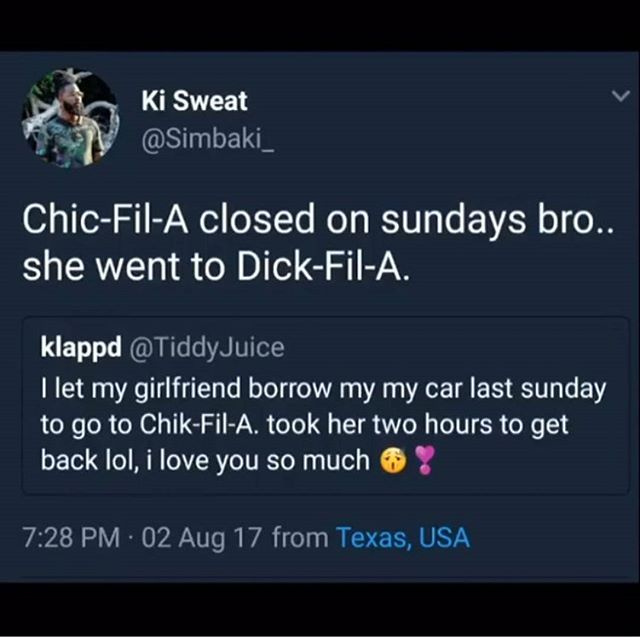 Ki Sweat
@Simbaki_
Chic-Fil-A closed on sundays bro..
she went to Dick-Fil-A.
klappd @TiddyJuice
I let my girlfriend borrow my my car last sunday
to go to Chik-Fil-A. took her two hours to get
back lol, i love you so much 😚❣
7:28 PM · 02 Aug 17 from Texas, USA